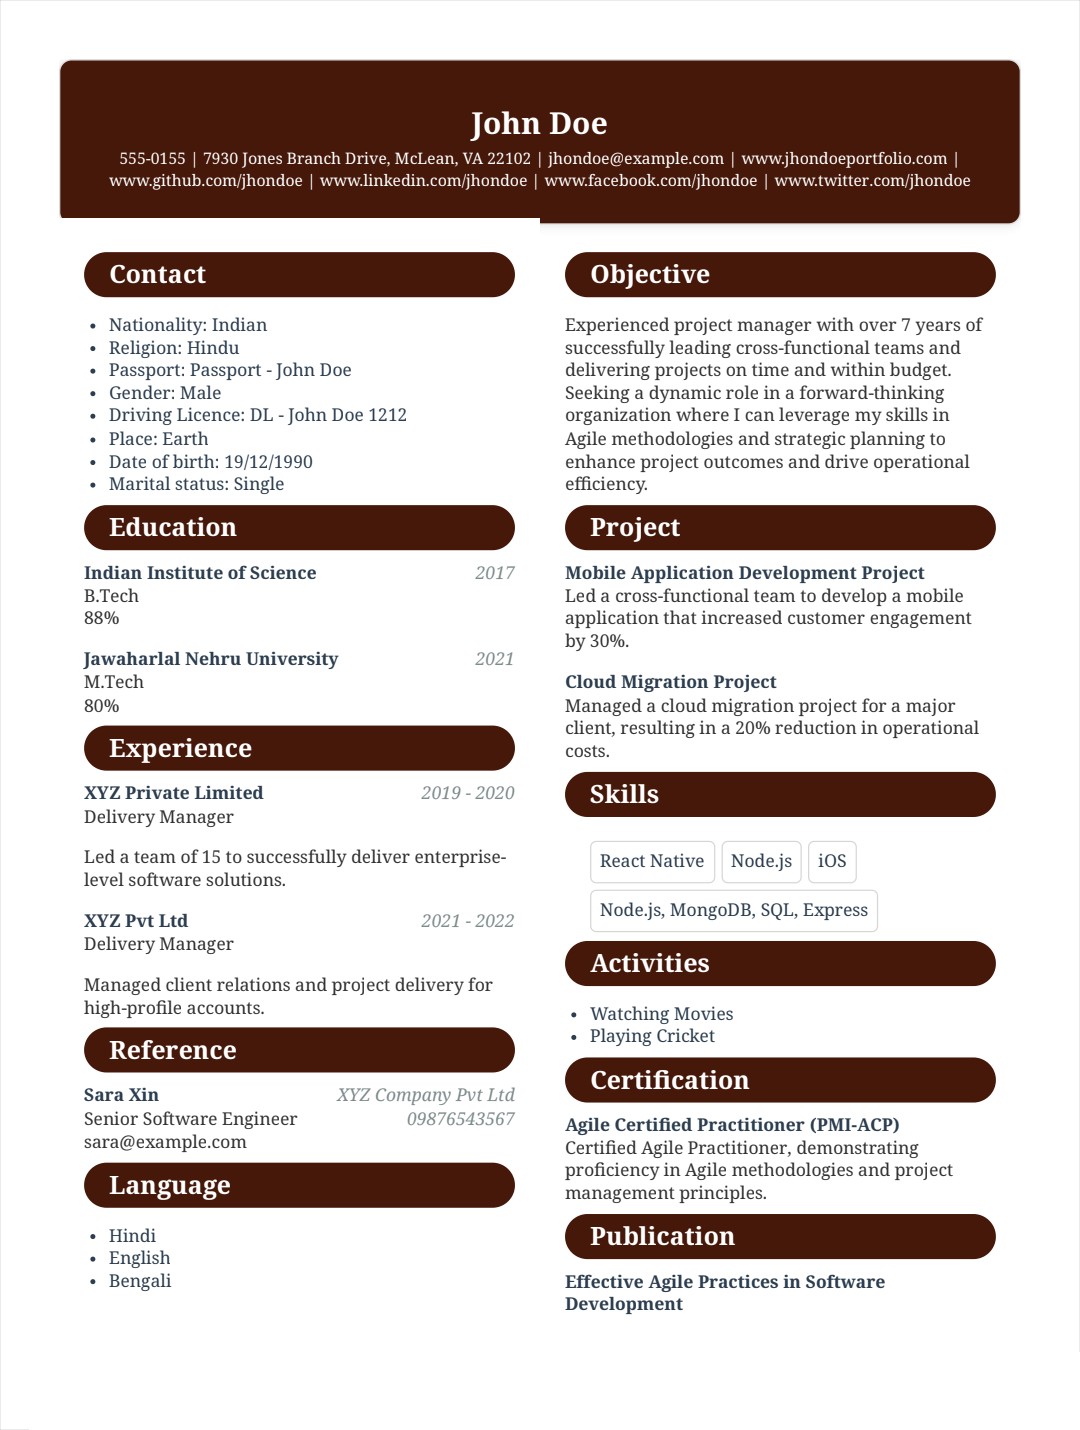 John Doe
555-0155 | 7930 Jones Branch Drive, McLean, VA 22102 | jhondoe@example.com | www.jhondoeportfolio.com |
www.github.com/jhondoe | www.linkedin.com/jhondoe | www.facebook.com/jhondoe | www.twitter.com/jhondoe
Contact
• Nationality: Indian
• Religion: Hindu
• Passport: Passport - John Doe
• Gender: Male
• Driving Licence: DL - John Doe 1212
• Place: Earth
• Date of birth: 19/12/1990
• Marital status: Single
Education
Indian Institute of Science 2017
B.Tech
88%
Jawaharlal Nehru University 2021
M.Tech
80%
Experience
XYZ Private Limited 2019 - 2020
Delivery Manager
Led a team of 15 to successfully deliver enterprise-
level software solutions.
XYZ Pvt Ltd 2021 - 2022
Delivery Manager
Managed client relations and project delivery for
high-profile accounts.
Reference
Sara Xin XYZ Company Pvt Ltd
Senior Software Engineer 09876543567
sara@example.com
Language
• Hindi
• English
• Bengali
Objective
Experienced project manager with over 7 years of
successfully leading cross-functional teams and
delivering projects on time and within budget.
Seeking a dynamic role in a forward-thinking
organization where I can leverage my skills in
Agile methodologies and strategic planning to
enhance project outcomes and drive operational
efficiency.
Project
Mobile Application Development Project
Led a cross-functional team to develop a mobile
application that increased customer engagement
by 30%.
Cloud Migration Project
Managed a cloud migration project for a major
client, resulting in a 20% reduction in operational
costs.
Skills
React Native Node.js iOS
Node.js, MongoDB, SQL, Express
Activities
• Watching Movies
• Playing Cricket
Certification
Agile Certified Practitioner (PMI-ACP)
Certified Agile Practitioner, demonstrating
proficiency in Agile methodologies and project
management principles.
Publication
Effective Agile Practices in Software
Development